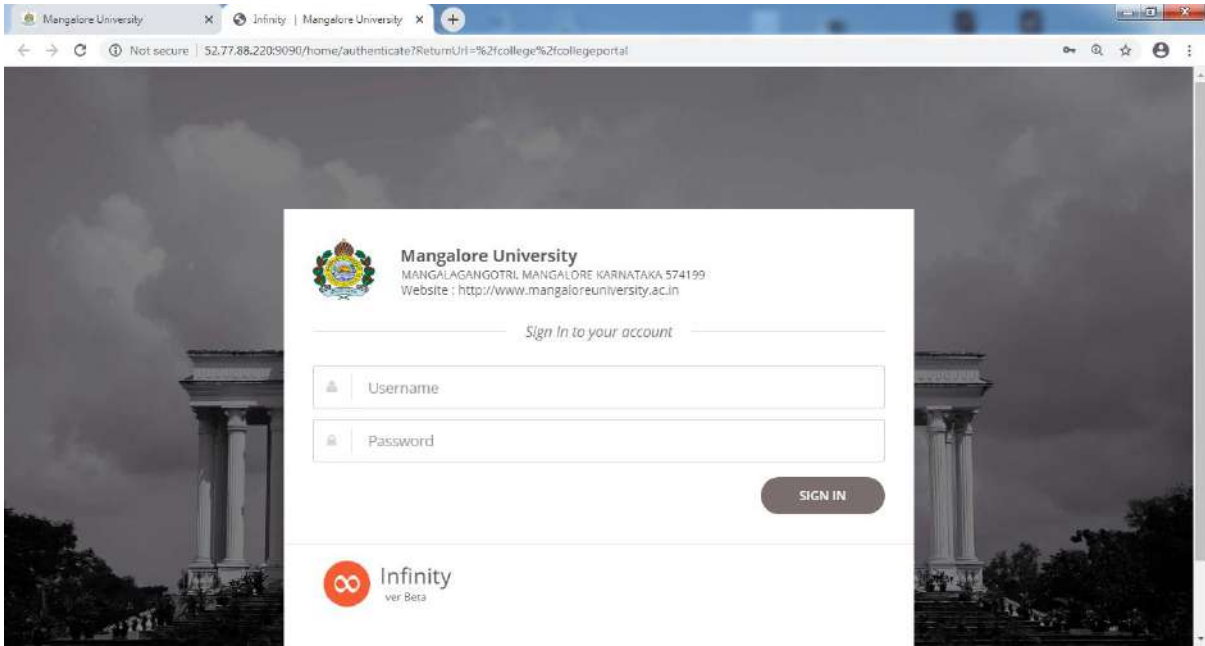 Mangalore University
Infinity | Mangalore University
Not secure | 52.77.88.220:9090/home/authenticate?ReturnUrl=%2fcollege%2fcollegeportal
Mangalore University
MANGALAGANGOTRI, MANGALORE KARNATAKA 574199
Website : http://www.mangaloreuniversity.ac.in
Sign In to your account
Username
Password
SIGN IN
Infinity
ver Beta